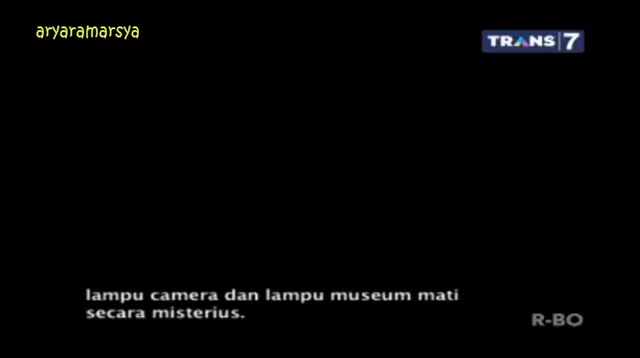 aryaramarsya
TRANS|7
lampu camera dan lampu museum mati
secara misterius.
R-BO